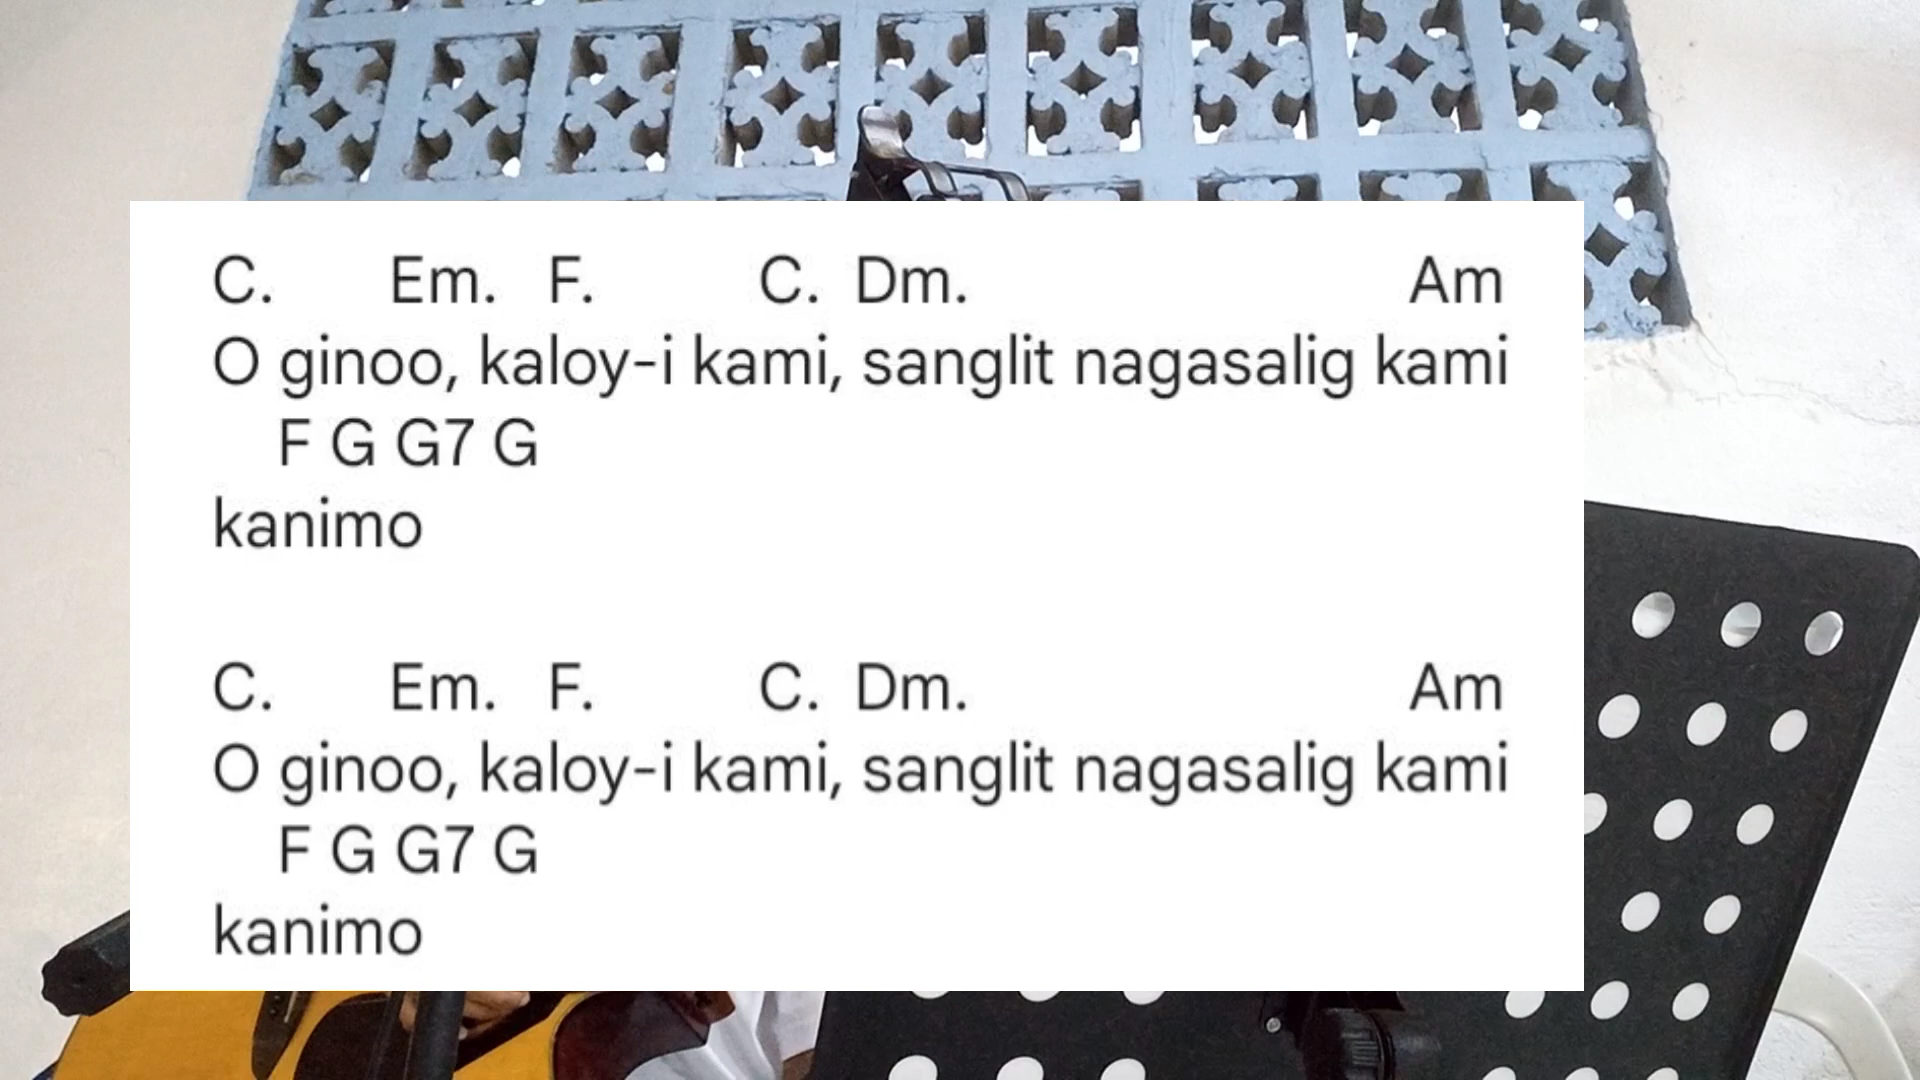 C. Em. F. C. Dm. Am
O ginoo, kaloy-i kami, sanglit nagasalig kami
F G G7 G
kanimo
C. Em. F. C. Dm. Am
O ginoo, kaloy-i kami, sanglit nagasalig kami
F G G7 G
kanimo